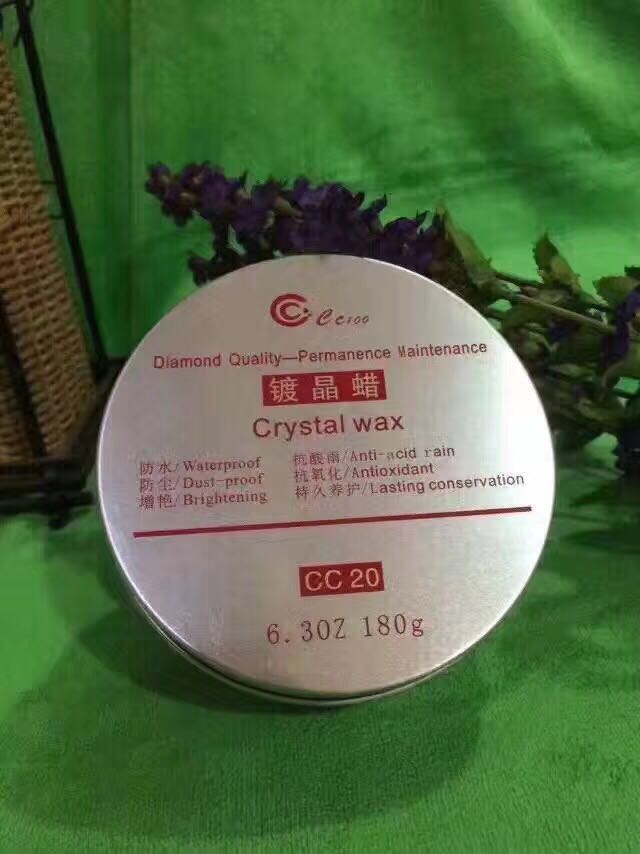 Cc100
Diamond Quality—Permanence Maintenance
镀晶蜡
Crystal wax
防水/Waterproof 抗酸雨/Anti-acid rain
防尘/Dust-proof 抗氧化/Antioxidant
增艳/Brightening 持久养护/Lasting conservation
CC 20
6.3OZ 180g